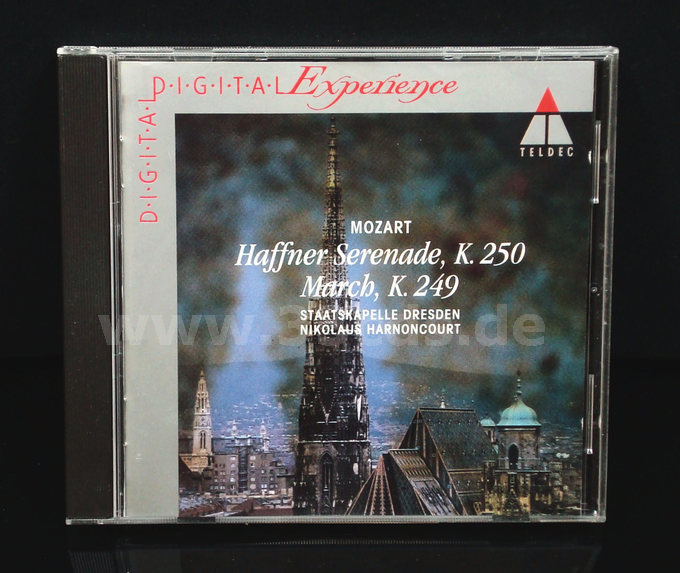 D·I·G·I·T·A·L Experience
D·I·G·I·T·A·L
TELDEC
MOZART
Haffner Serenade, K. 250
March, K. 249
STAATSKAPELLE DRESDEN
NIKOLAUS HARNONCOURT